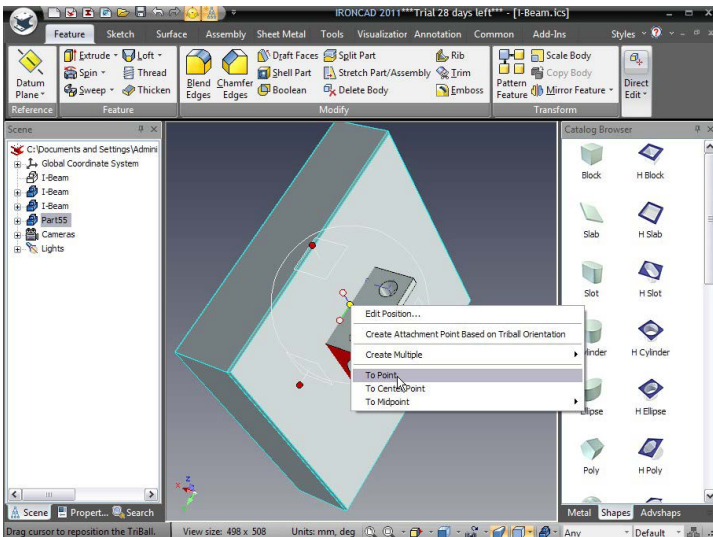 IRONCAD 2011***Trial 28 days left*** - [I-Beam.ics]
Feature Sketch Surface Assembly Sheet Metal Tools Visualization Annotation Common Add-Ins Styles
Datum Plane
Extrude
Spin
Sweep
Loft
Thread
Thicken
Blend Edges
Chamfer Edges
Draft Faces
Shell Part
Boolean
Split Part
Stretch Part/Assembly
Delete Body
Rib
Trim
Emboss
Pattern Feature
Scale Body
Copy Body
Mirror Feature
Direct Edit
Reference Feature Modify Transform
Scene
C:\Documents and Settings\Admini
Global Coordinate System
I-Beam
I-Beam
I-Beam
Part55
Cameras
Lights
Scene Propert... Search
z
x
Edit Position...
Create Attachment Point Based on Triball Orientation
Create Multiple
To Point
To Center Point
To Midpoint
Catalog Browser
Block H Block
Slab H Slab
Slot H Slot
linder H Cylinder
Ellipse H Ellipse
Poly H Poly
Metal Shapes Advshaps
Drag cursor to reposition the TriBall. View size: 498 x 508 Units: mm, deg Any Default